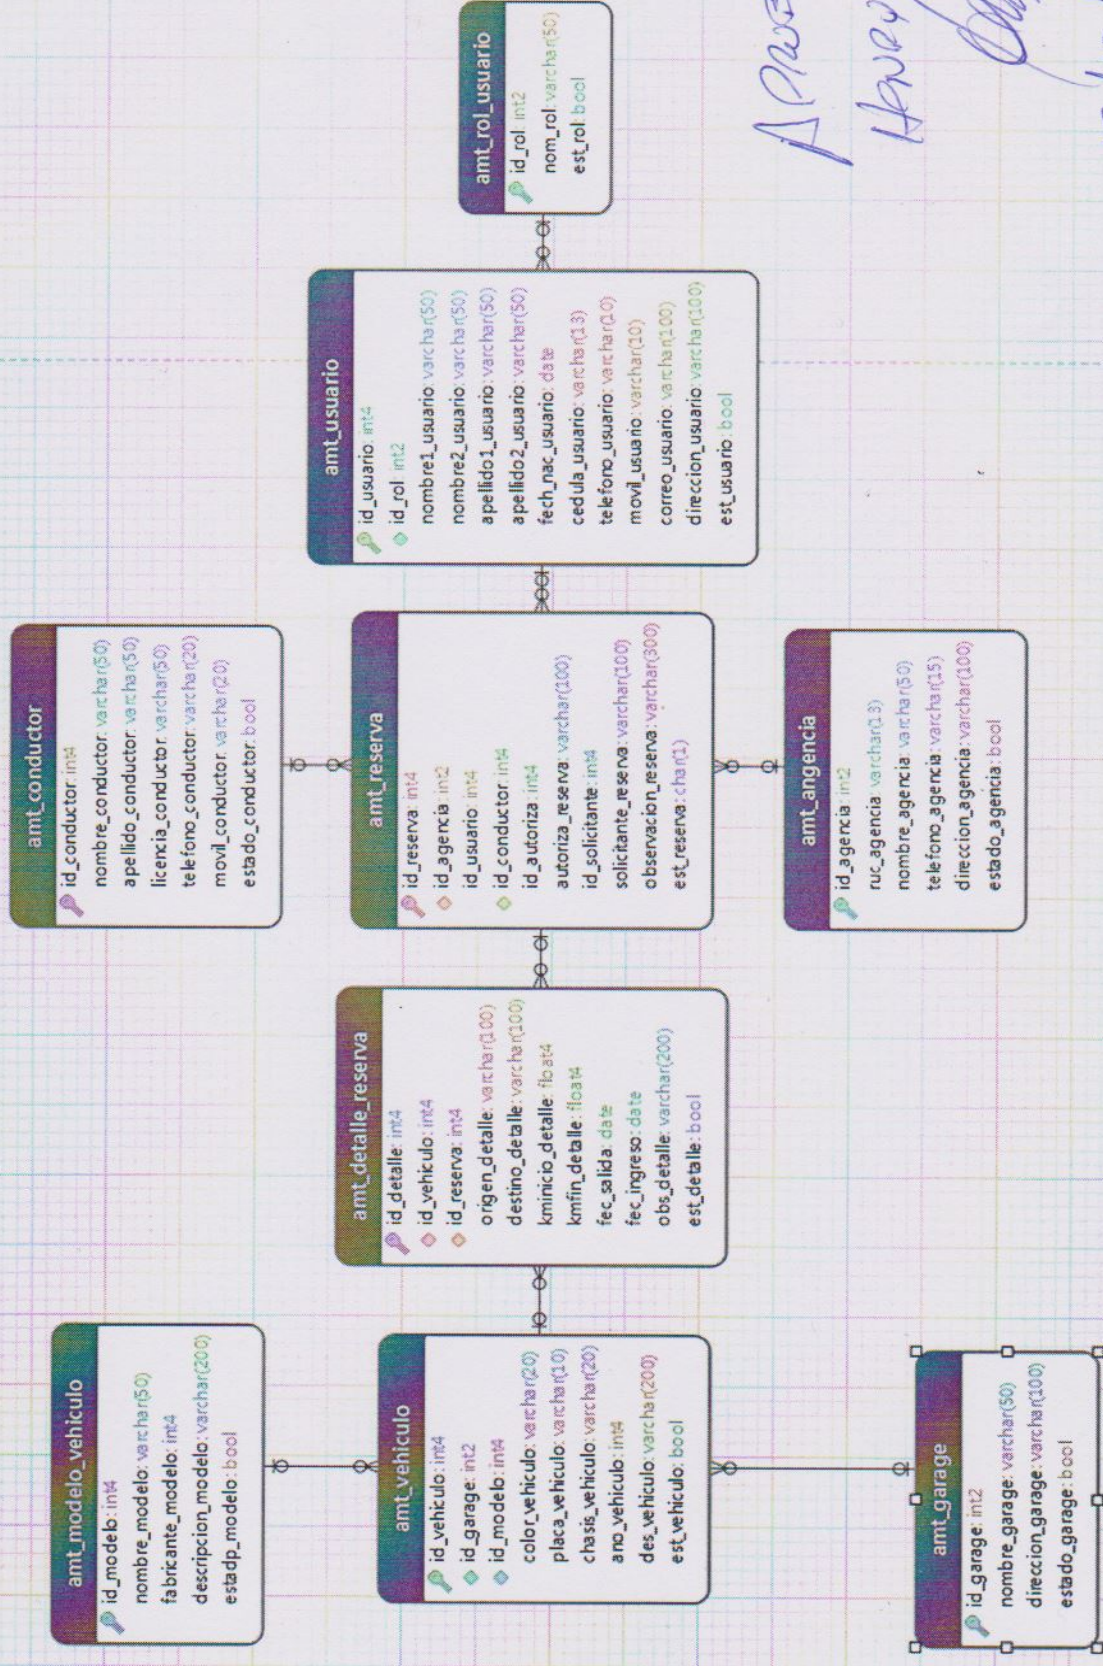 amt_modelo_vehiculo
id_modelo: int4
nombre_modelo: varchar(50)
fabricante_modelo: int4
descripcion_modelo: varchar(200)
estadp_modelo: bool
amt_vehiculo
id_vehiculo: int4
id_garage: int2
id_modelo: int4
color_vehiculo: varchar(20)
placa_vehiculo: varchar(10)
chasis_vehiculo: varchar(20)
ano_vehiculo: int4
des_vehiculo: varchar(200)
est_vehiculo: bool
amt_garage
id_garage: int2
nombre_garage: varchar(50)
direccion_garage: varchar(100)
estado_garage: bool
amt_detalle_reserva
id_detalle: int4
id_vehiculo: int4
id_reserva: int4
origen_detalle: varchar(100)
destino_detalle: varchar(100)
kminicio_detalle: float4
kmfin_detalle: float4
fec_salida: date
fec_ingreso: date
obs_detalle: varchar(200)
est_detalle: bool
amt_conductor
id_conductor: int4
nombre_conductor: varchar(50)
apellido_conductor: varchar(50)
licencia_conductor: varchar(50)
telefono_conductor: varchar(20)
movil_conductor: varchar(20)
estado_conductor: bool
amt_reserva
id_reserva: int4
id_agencia: int2
id_usuario: int4
id_conductor: int4
id_autoriza: int4
autoriza_reserva: varchar(100)
id_solicitante: int4
solicitante_reserva: varchar(100)
observacion_reserva: varchar(300)
est_reserva: char(1)
amt_angencia
id_agencia: int2
ruc_agencia: varchar(13)
nombre_agencia: varchar(50)
telefono_agencia: varchar(15)
direccion_agencia: varchar(100)
estado_agencia: bool
amt_usuario
id_usuario: int4
id_rol: int2
nombre1_usuario: varchar(50)
nombre2_usuario: varchar(50)
apellido1_usuario: varchar(50)
apellido2_usuario: varchar(50)
fech_nac_usuario: date
cedula_usuario: varchar(13)
telefono_usuario: varchar(20)
movil_usuario: varchar(10)
correo_usuario: varchar(100)
direccion_usuario: varchar(100)
est_usuario: bool
amt_rol_usuario
id_rol: int2
nom_rol: varchar(50)
est_rol: bool
HENRY